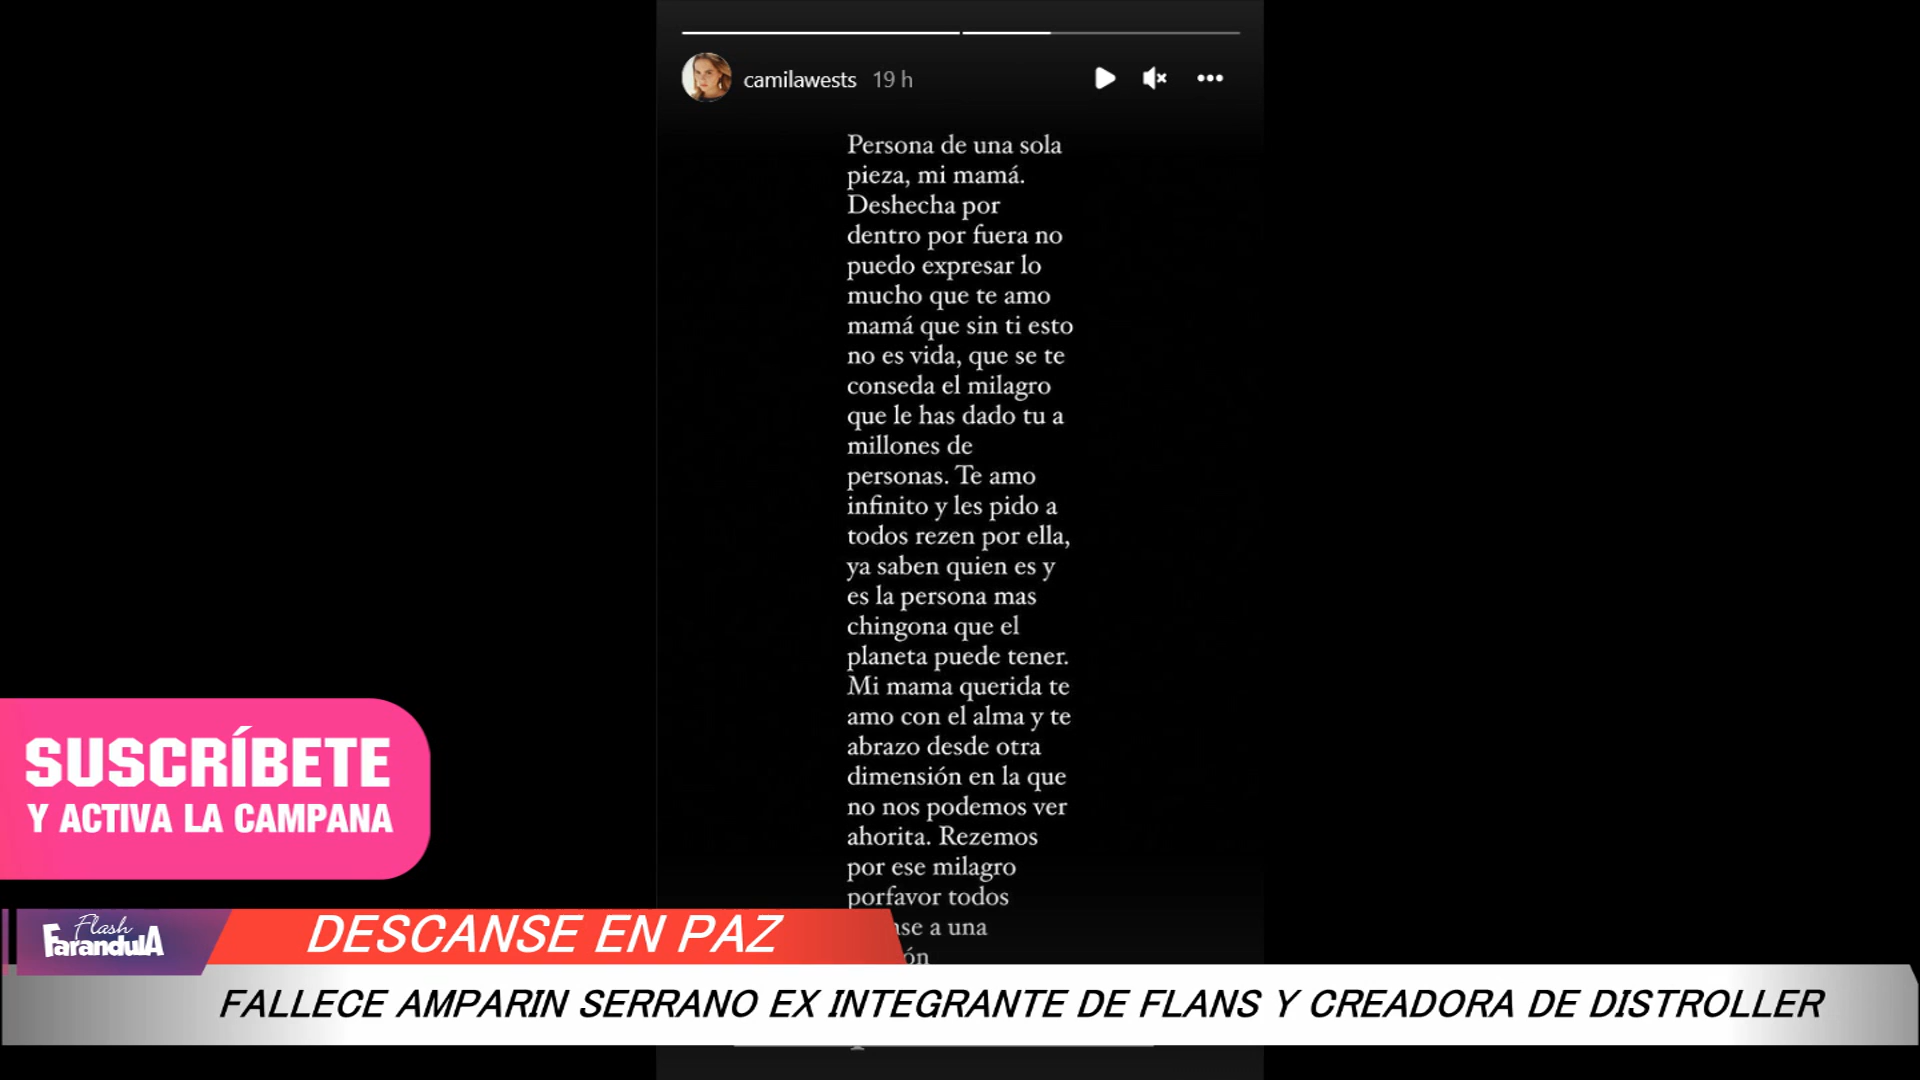 camilawests 19 h
Persona de una sola
pieza, mi mamá.
Deshecha por
dentro por fuera no
puedo expresar lo
mucho que te amo
mamá que sin ti esto
no es vida, que se te
conseda el milagro
que le has dado tu a
millones de
personas. Te amo
infinito y les pido a
todos rezen por ella,
ya saben quien es y
es la persona mas
chingona que el
planeta puede tener.
Mi mama querida te
amo con el alma y te
abrazo desde otra
dimensión en la que
no nos podemos ver
ahorita. Rezemos
por ese milagro
porfavor todos
a una
SUSCRÍBETE
Y ACTIVA LA CAMPANA
Flash
FarandulA
DESCANSE EN PAZ
FALLECE AMPARIN SERRANO EX INTEGRANTE DE FLANS Y CREADORA DE DISTROLLER